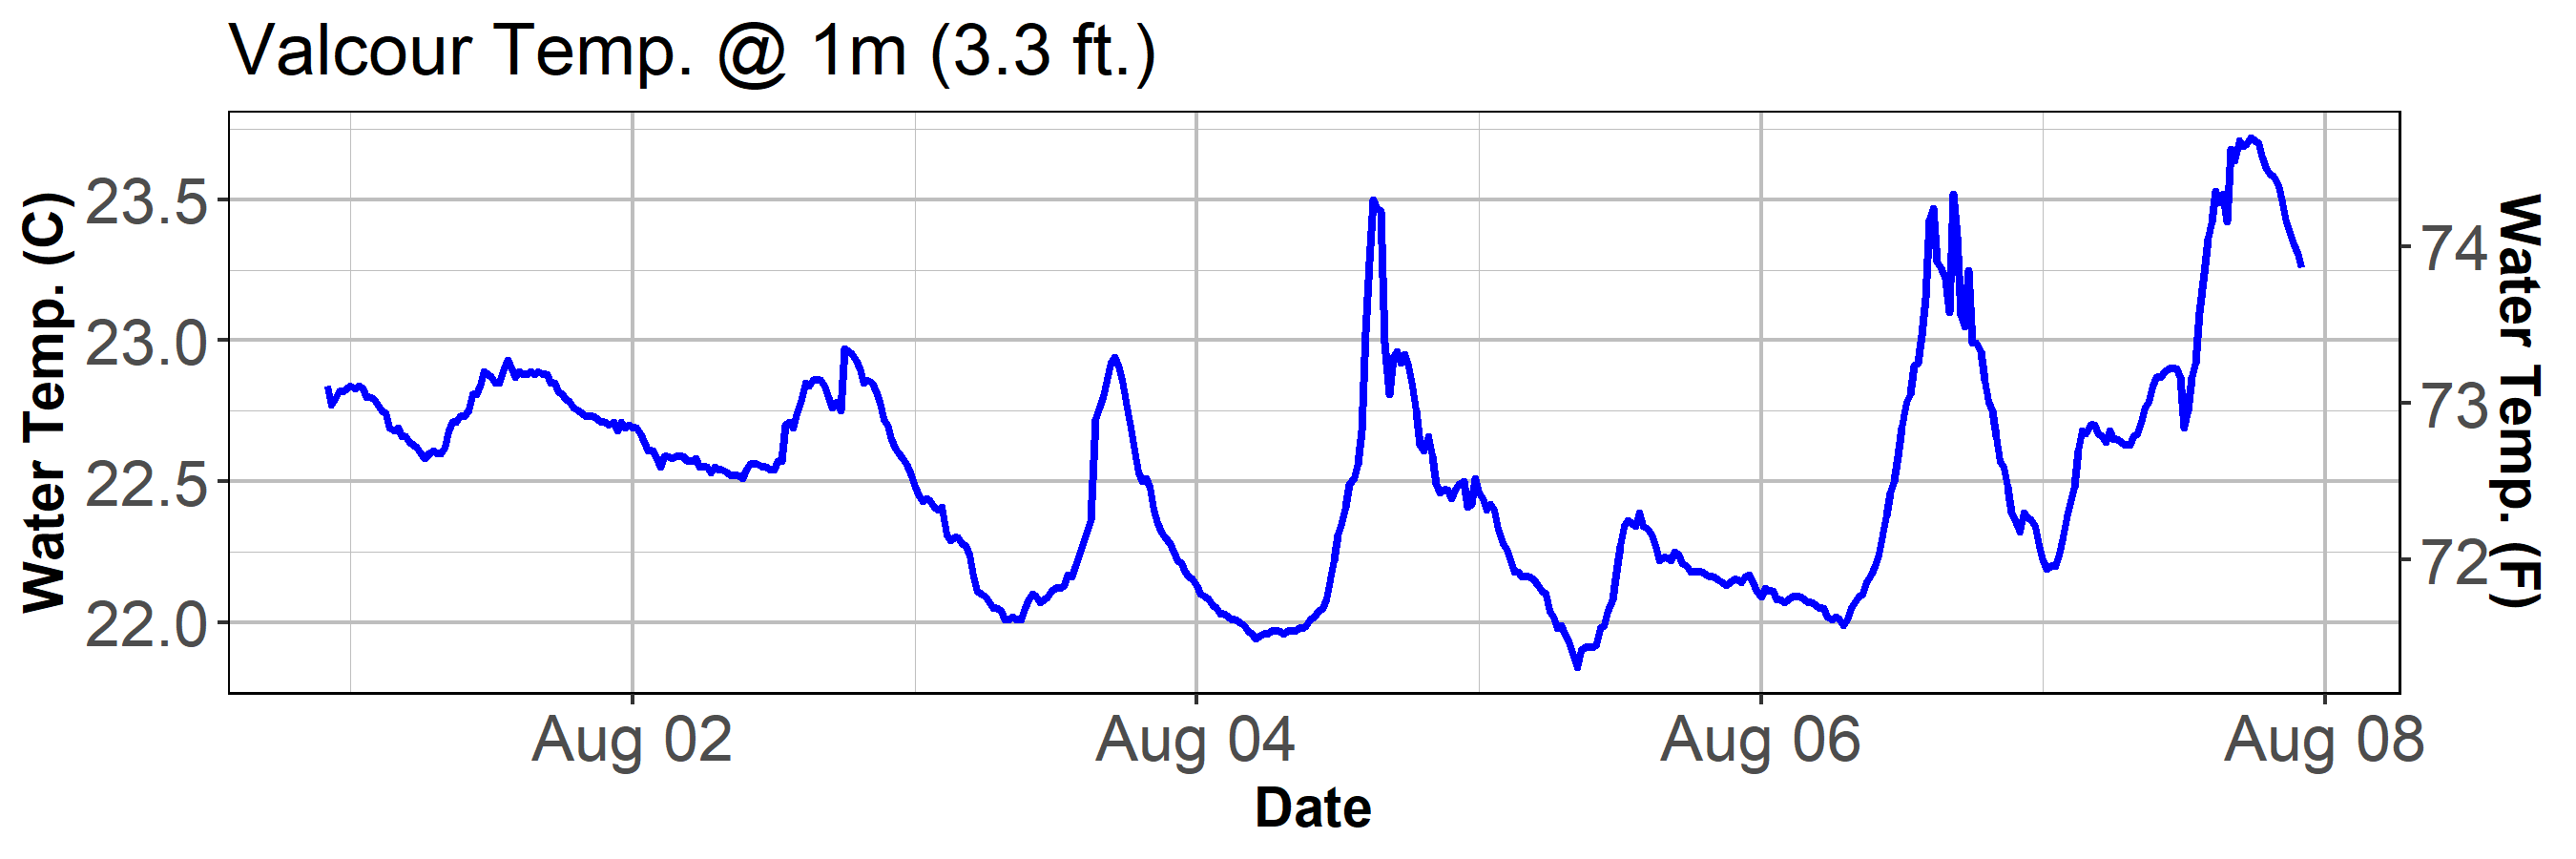 Valcour Temp. @ 1m (3.3 ft.)
Water Temp. (C)
23.5
23.0
22.5
22.0
74
73
72
Water Temp. (F)
Aug 02
Aug 04
Aug 06
Aug 08
Date